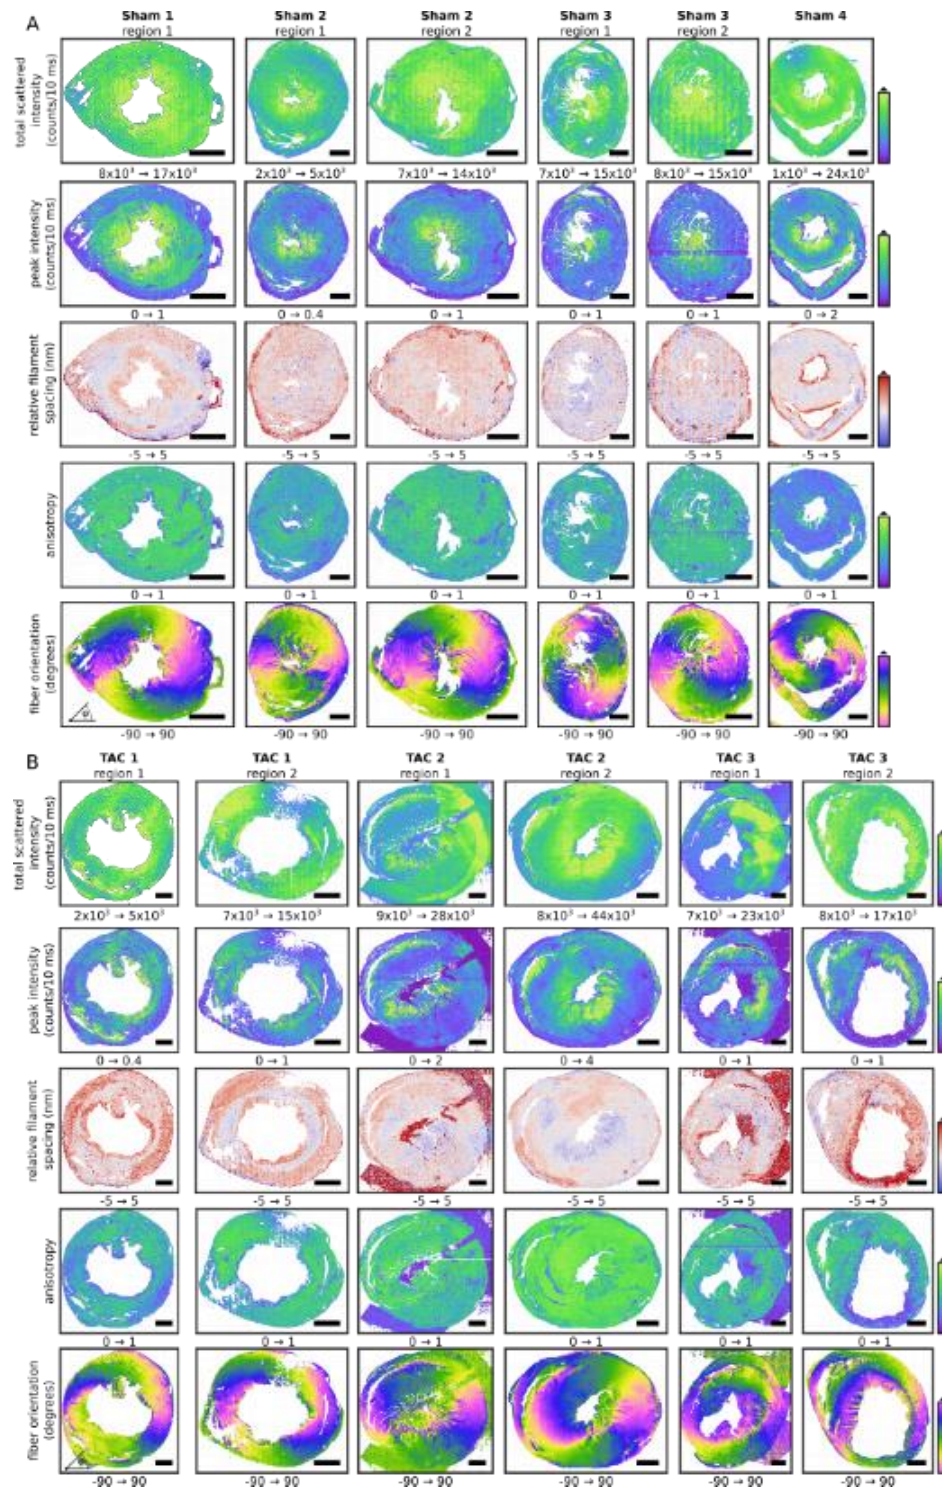 A
Sham 1
region 1
Sham 2
region 1
Sham 2
region 2
Sham 3
region 1
Sham 3
region 2
Sham 4
total scattered
intensity
(counts/10 ms)
8x10³ → 17x10³
2x10³ → 5x10³
7x10³ → 14x10³
7x10³ → 15x10³
8x10³ → 15x10³
1x10³ → 24x10³
peak intensity
(counts/10 ms)
0 → 1
0 → 0.4
0 → 1
0 → 1
0 → 1
0 → 2
relative filament
spacing (nm)
-5 → 5
-5 → 5
-5 → 5
-5 → 5
-5 → 5
-5 → 5
anisotropy
0 → 1
0 → 1
0 → 1
0 → 1
0 → 1
0 → 1
fiber orientation
(degrees)
-90 → 90
-90 → 90
-90 → 90
-90 → 90
-90 → 90
-90 → 90
B
TAC 1
region 1
TAC 1
region 2
TAC 2
region 1
TAC 2
region 2
TAC 3
region 1
TAC 3
region 2
total scattered
intensity
(counts/10 ms)
2x10³ → 5x10³
7x10³ → 15x10³
9x10³ → 28x10³
8x10³ → 44x10³
7x10³ → 23x10³
8x10³ → 17x10³
peak intensity
(counts/10 ms)
0 → 0.4
0 → 1
0 → 2
0 → 4
0 → 1
0 → 1
relative filament
spacing (nm)
-5 → 5
-5 → 5
-5 → 5
-5 → 5
-5 → 5
-5 → 5
anisotropy
0 → 1
0 → 1
0 → 1
0 → 1
0 → 1
0 → 1
fiber orientation
(degrees)
-90 → 90
-90 → 90
-90 → 90
-90 → 90
-90 → 90
-90 → 90